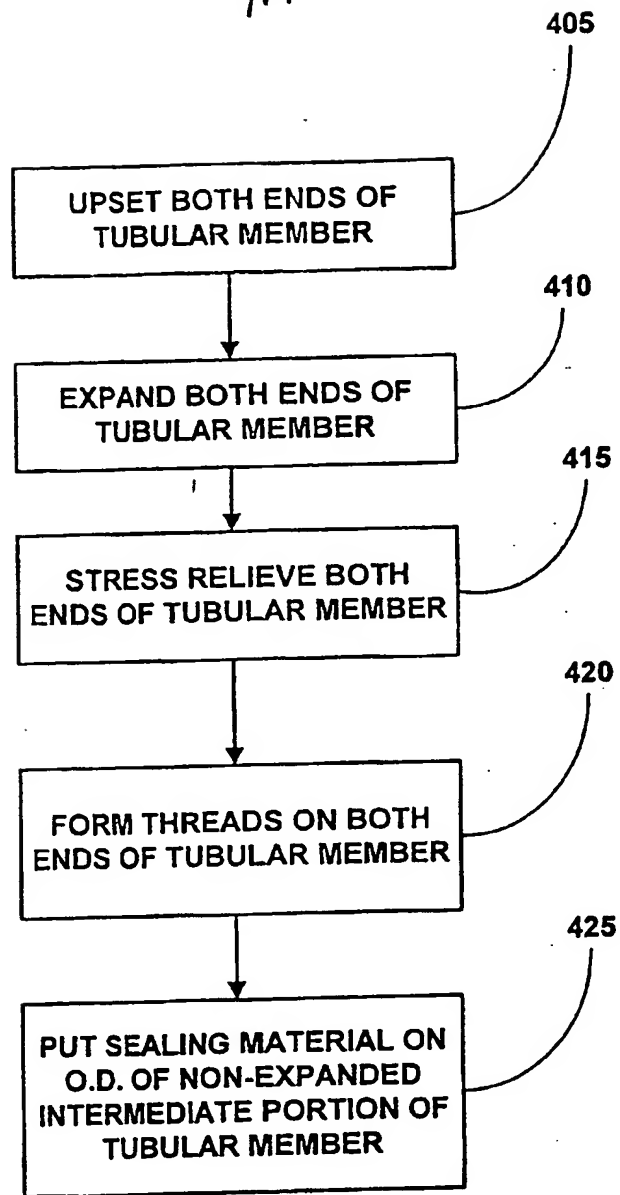 405
UPSET BOTH ENDS OF
TUBULAR MEMBER
410
EXPAND BOTH ENDS OF
TUBULAR MEMBER
415
STRESS RELIEVE BOTH
ENDS OF TUBULAR MEMBER
420
FORM THREADS ON BOTH
ENDS OF TUBULAR MEMBER
425
PUT SEALING MATERIAL ON
O.D. OF NON-EXPANDED
INTERMEDIATE PORTION OF
TUBULAR MEMBER